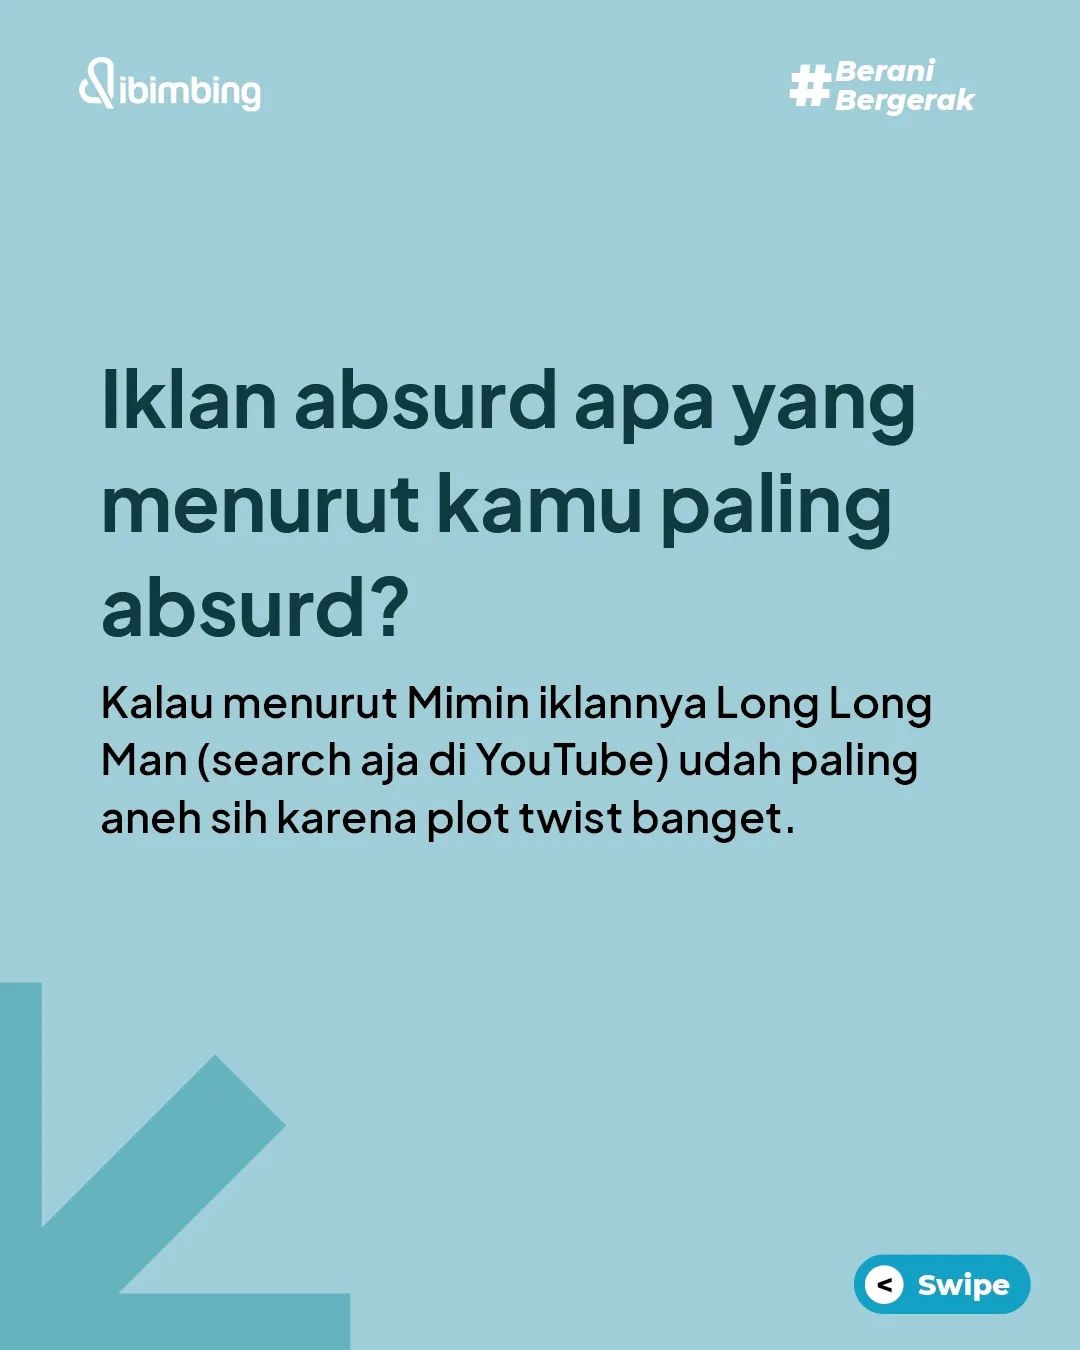 ibimbing
#Berani
Bergerak
Iklan absurd apa yang
menurut kamu paling
absurd?
Kalau menurut Mimin iklannya Long Long
Man (search aja di YouTube) udah paling
aneh sih karena plot twist banget.
< Swipe